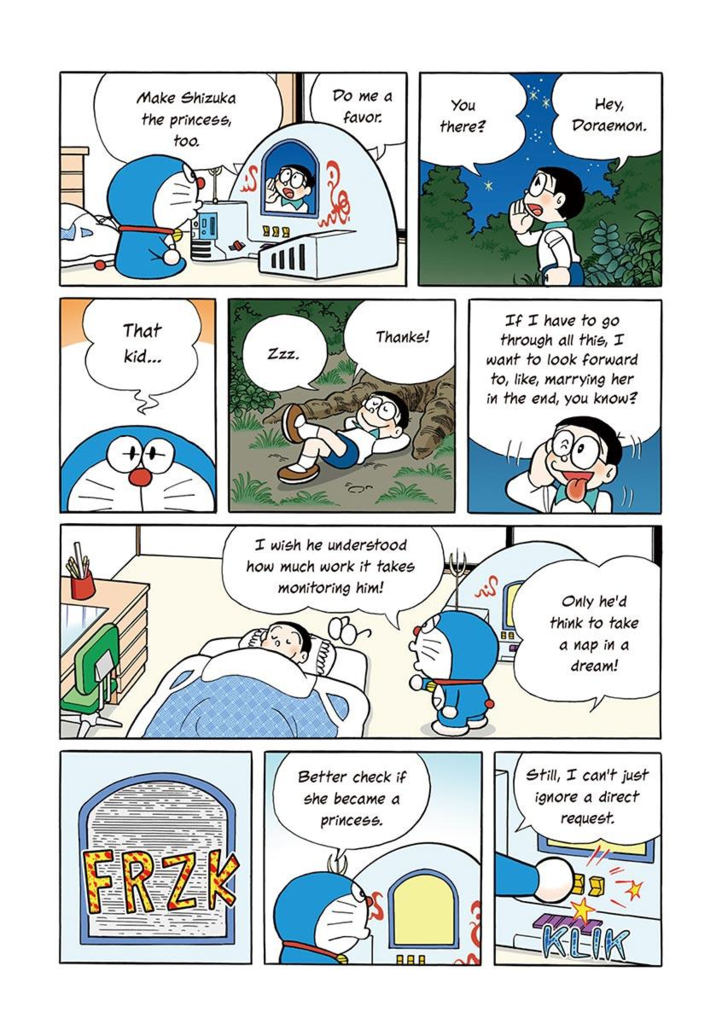 Hey,
Doraemon.
You
there?
Do me a
favor.
Make Shizuka
the princess,
too.
If I have to go
through all this, I
want to look forward
to, like, marrying her
in the end, you know?
Thanks!
Zzz.
That
kid...
Only he'd
think to take
a nap in a
dream!
I wish he understood
how much work it takes
monitoring him!
Still, I can't just
ignore a direct
request.
KLIK
Better check if
she became a
princess.
FRZK